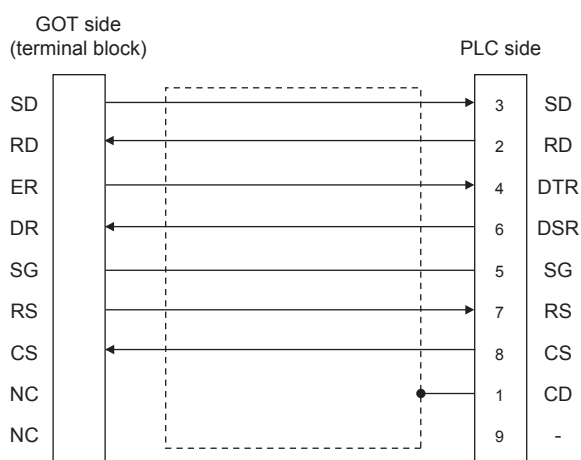 GOT side
(terminal block)
PLC side
SD 3 SD
RD 2 RD
ER 4 DTR
DR 6 DSR
SG 5 SG
RS 7 RS
CS 8 CS
NC 1 CD
NC 9 -